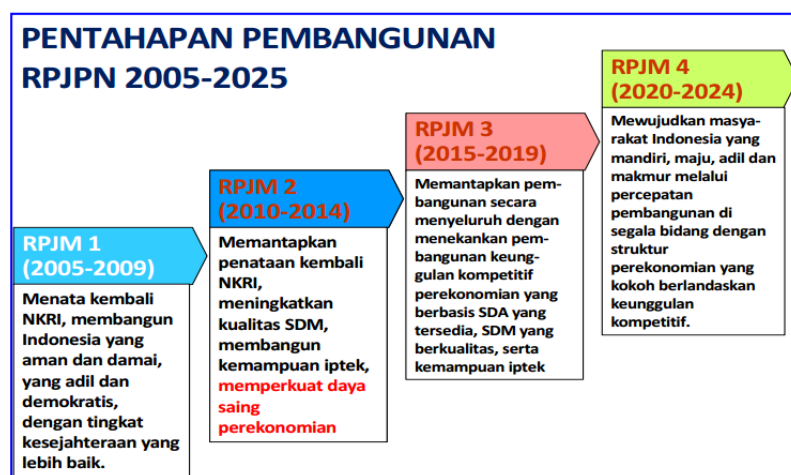 PENTAHAPAN PEMBANGUNAN
RPJPN 2005-2025
RPJM 1
(2005-2009)
Menata kembali
NKRI, membangun
Indonesia yang
aman dan damai,
yang adil dan
demokratis,
dengan tingkat
kesejahteraan yang
lebih baik.
RPJM 2
(2010-2014)
Memantapkan
penataan kembali
NKRI,
meningkatkan
kualitas SDM,
membangun
kemampuan iptek,
memperkuat daya
saing
perekonomian
RPJM 3
(2015-2019)
Memantapkan pem-
bangunan secara
menyeluruh dengan
menekankan pem-
bangunan keung-
gulan kompetitif
perekonomian yang
berbasis SDA yang
tersedia, SDM yang
berkualitas, serta
kemampuan iptek
RPJM 4
(2020-2024)
Mewujudkan masya-
rakat Indonesia yang
mandiri, maju, adil dan
makmur melalui
percepatan
pembangunan di
segala bidang dengan
struktur
perekonomian yang
kokoh berlandaskan
keunggulan
kompetitif.